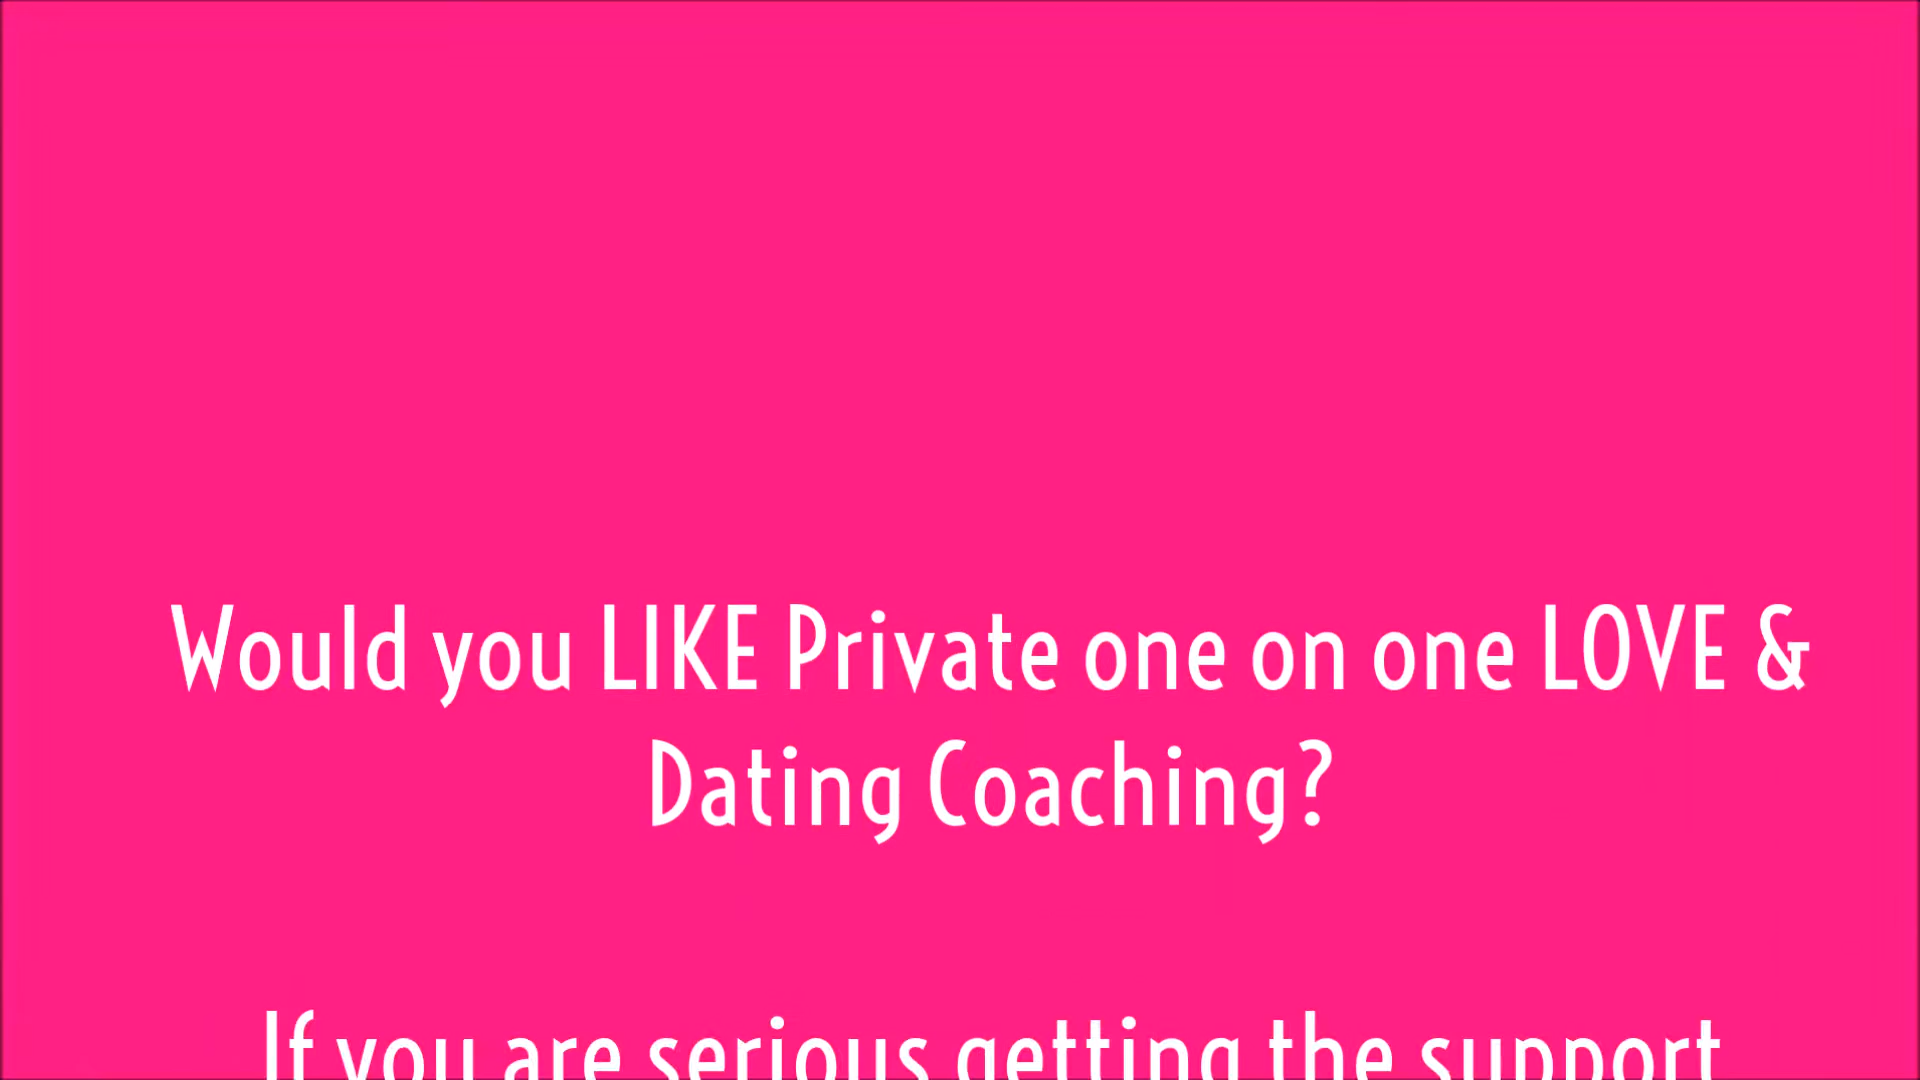 Would you LIKE Private one on one LOVE &
Dating Coaching?
If you are serious getting the support